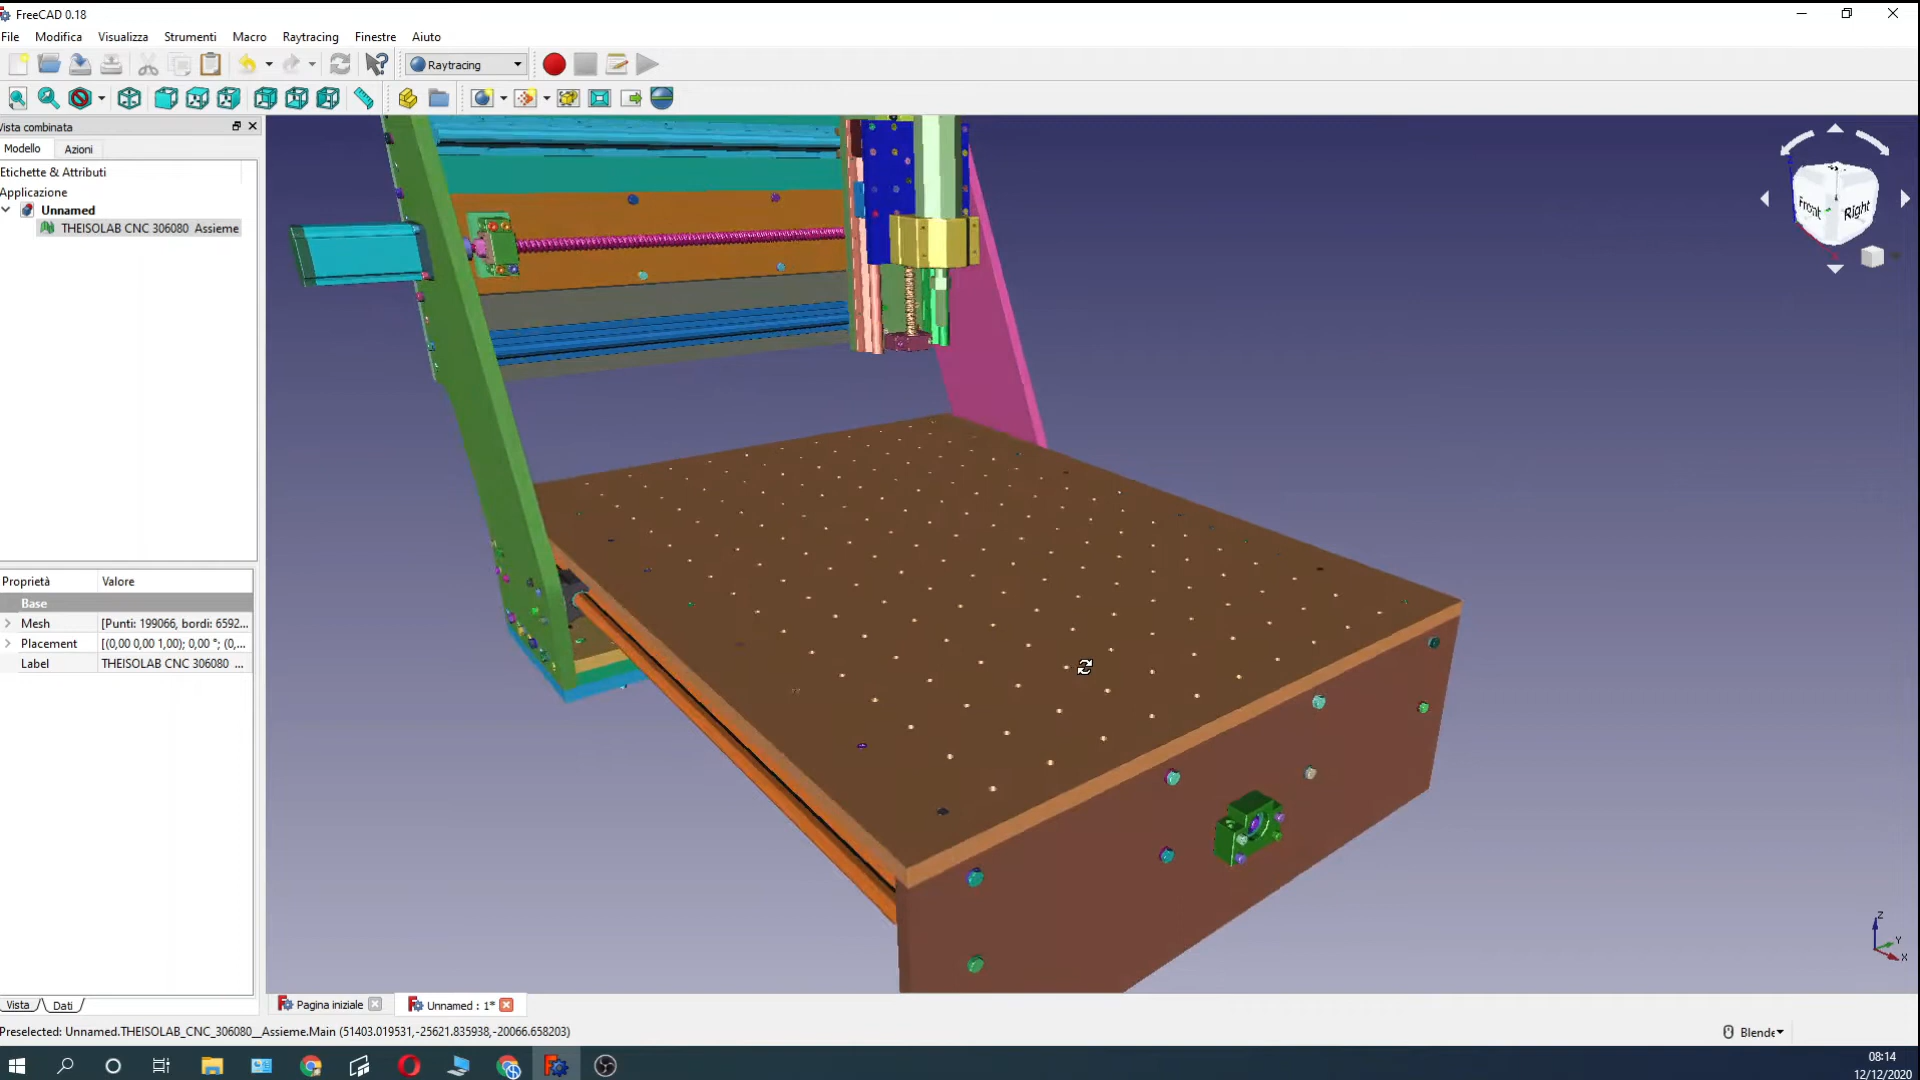 FreeCAD 0.18
File Modifica Visualizza Strumenti Macro Raytracing Finestre Aiuto
Raytracing
Vista combinata
Modello Azioni
Etichette & Attributi
Applicazione
Unnamed
THEISOLAB CNC 306080 Assieme
Front Right
Proprietà Valore
Base
Mesh [Punti: 199066, bordi: 6592...
Placement [(0,00 0,00 1,00); 0,00 °; (0,...
Label THEISOLAB CNC 306080 ...
Z
Y
X
Vista Dati
Pagina iniziale Unnamed : 1*
Preselected: Unnamed.THEISOLAB_CNC_306080__Assieme.Main (51403.019531,-25621.835938,-20066.658203)
Blende
08:14
12/12/2020